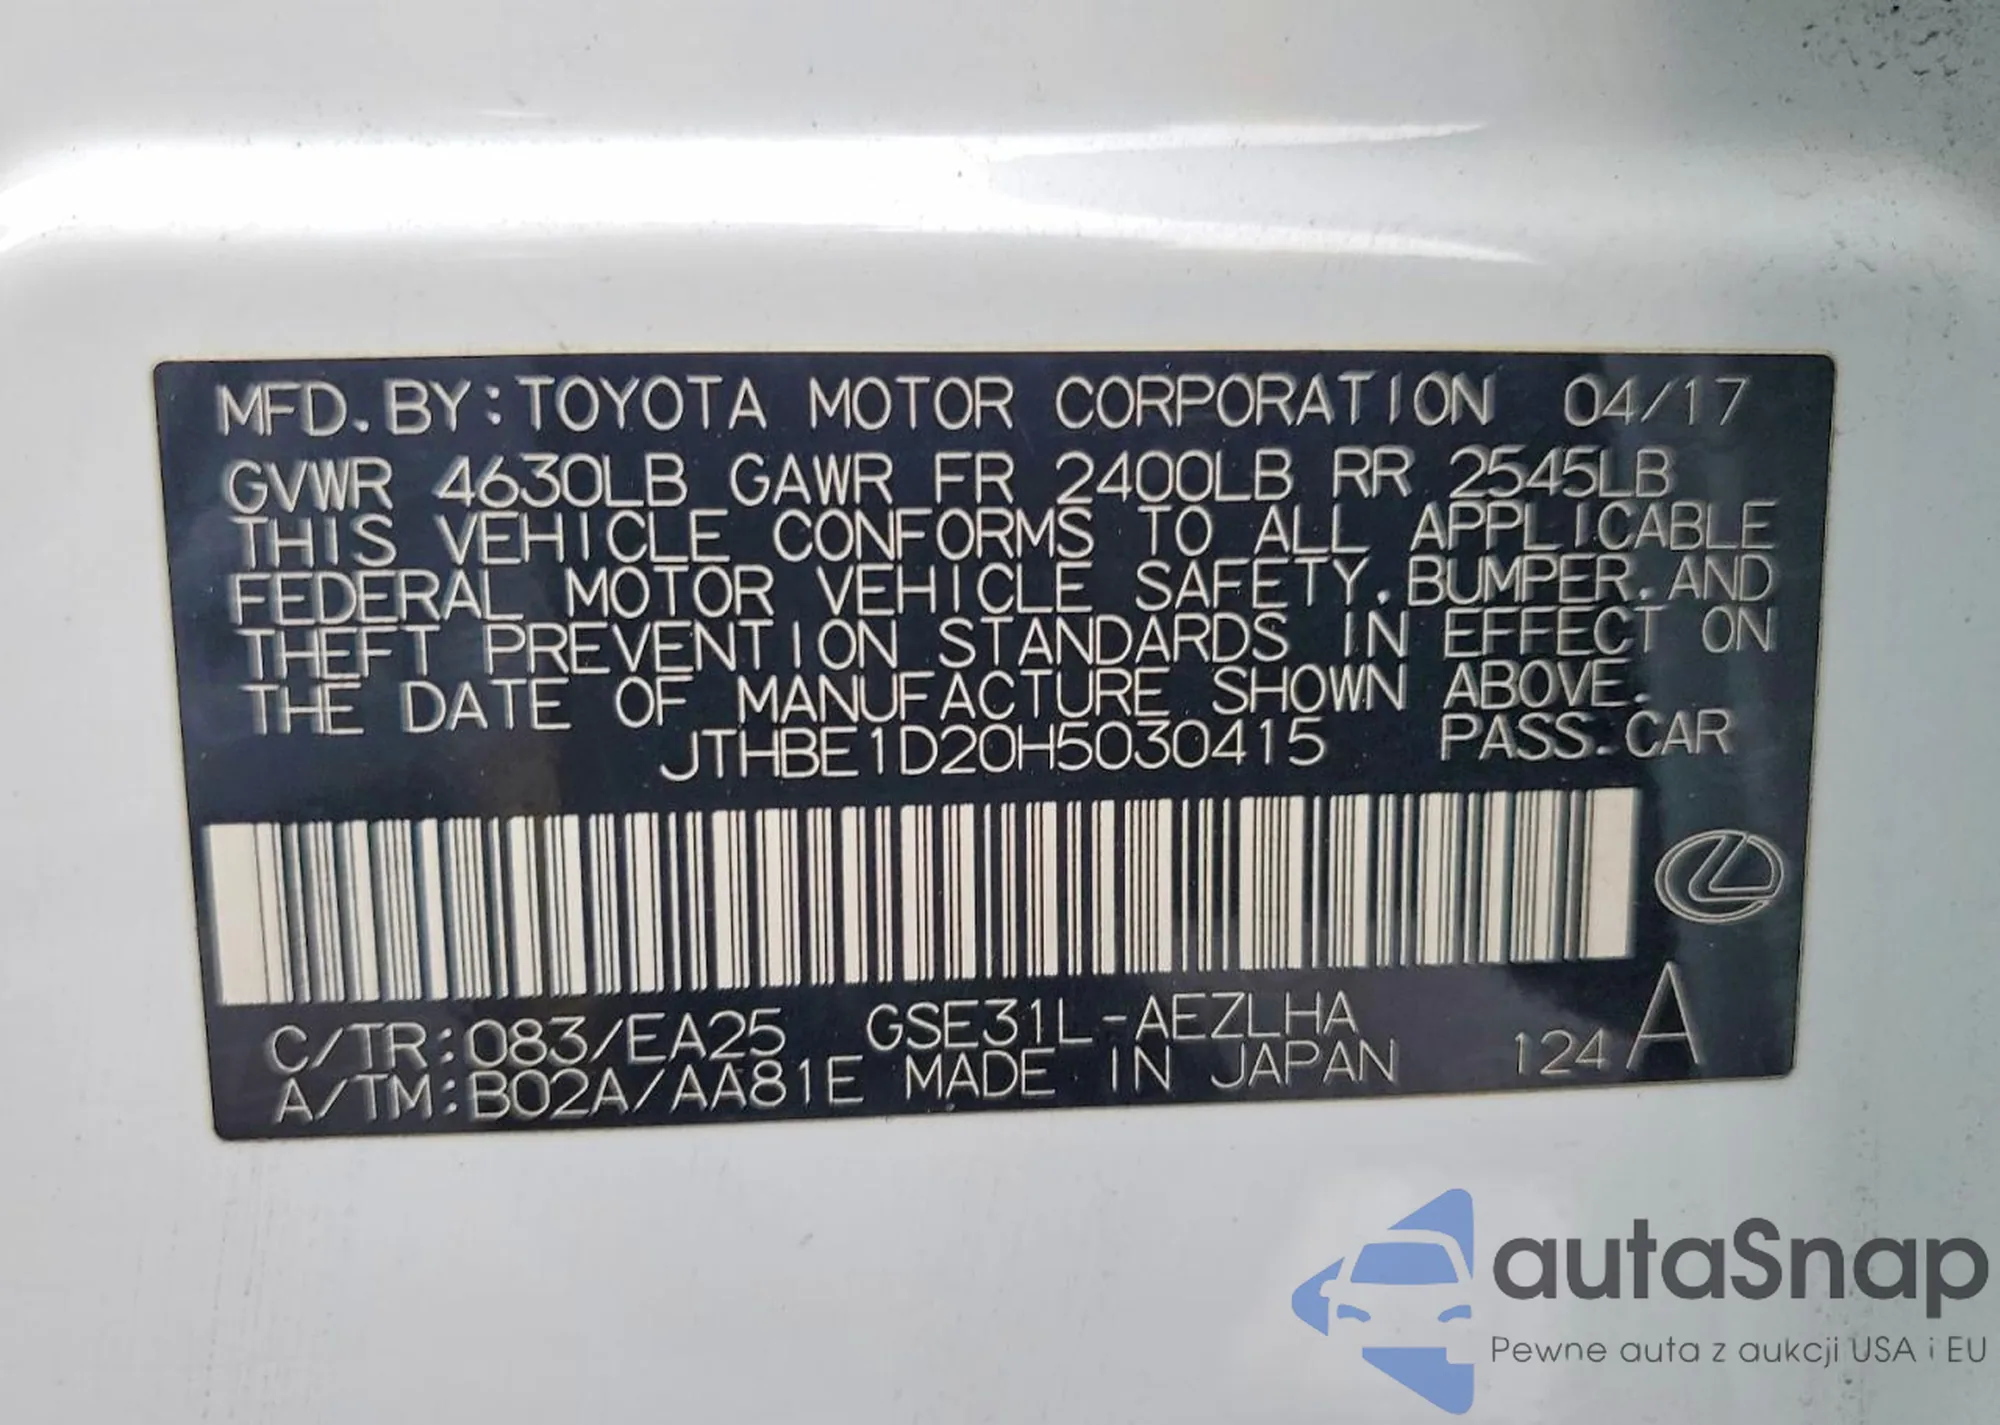 MFD.BY:TOYOTA MOTOR CORPORATION 04/17
GVWR 4630LB GAWR FR 2400LB RR 2545LB
THIS VEHICLE CONFORMS TO ALL APPLICABLE
FEDERAL MOTOR VEHICLE SAFETY,BUMPER,AND
THEFT PREVENTION STANDARDS IN EFFECT ON
THE DATE OF MANUFACTURE SHOWN ABOVE.
JTHBE1D20H5030415 PASS.CAR
C/TR:083/EA25 GSE31L-AEZLHA
A/TM:B02A/AA81E MADE IN JAPAN 124 A
autaSnap
Pewne auta z aukcji USA i EU